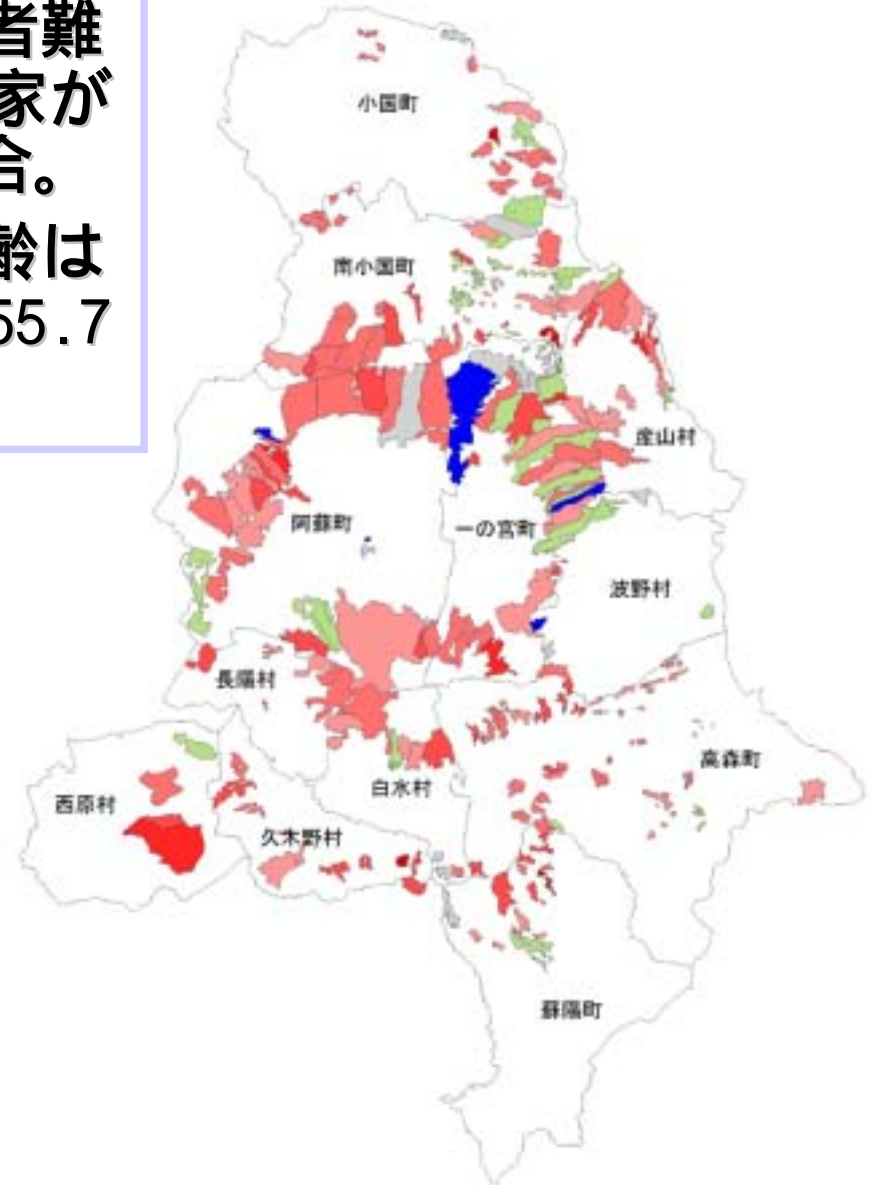 者難
家が
合。
齢は
55.7
小国町
南小国町
産山村
阿蘇町
一の宮町
波野村
長陽村
高森町
白水村
西原村
久木野村
蘇陽町